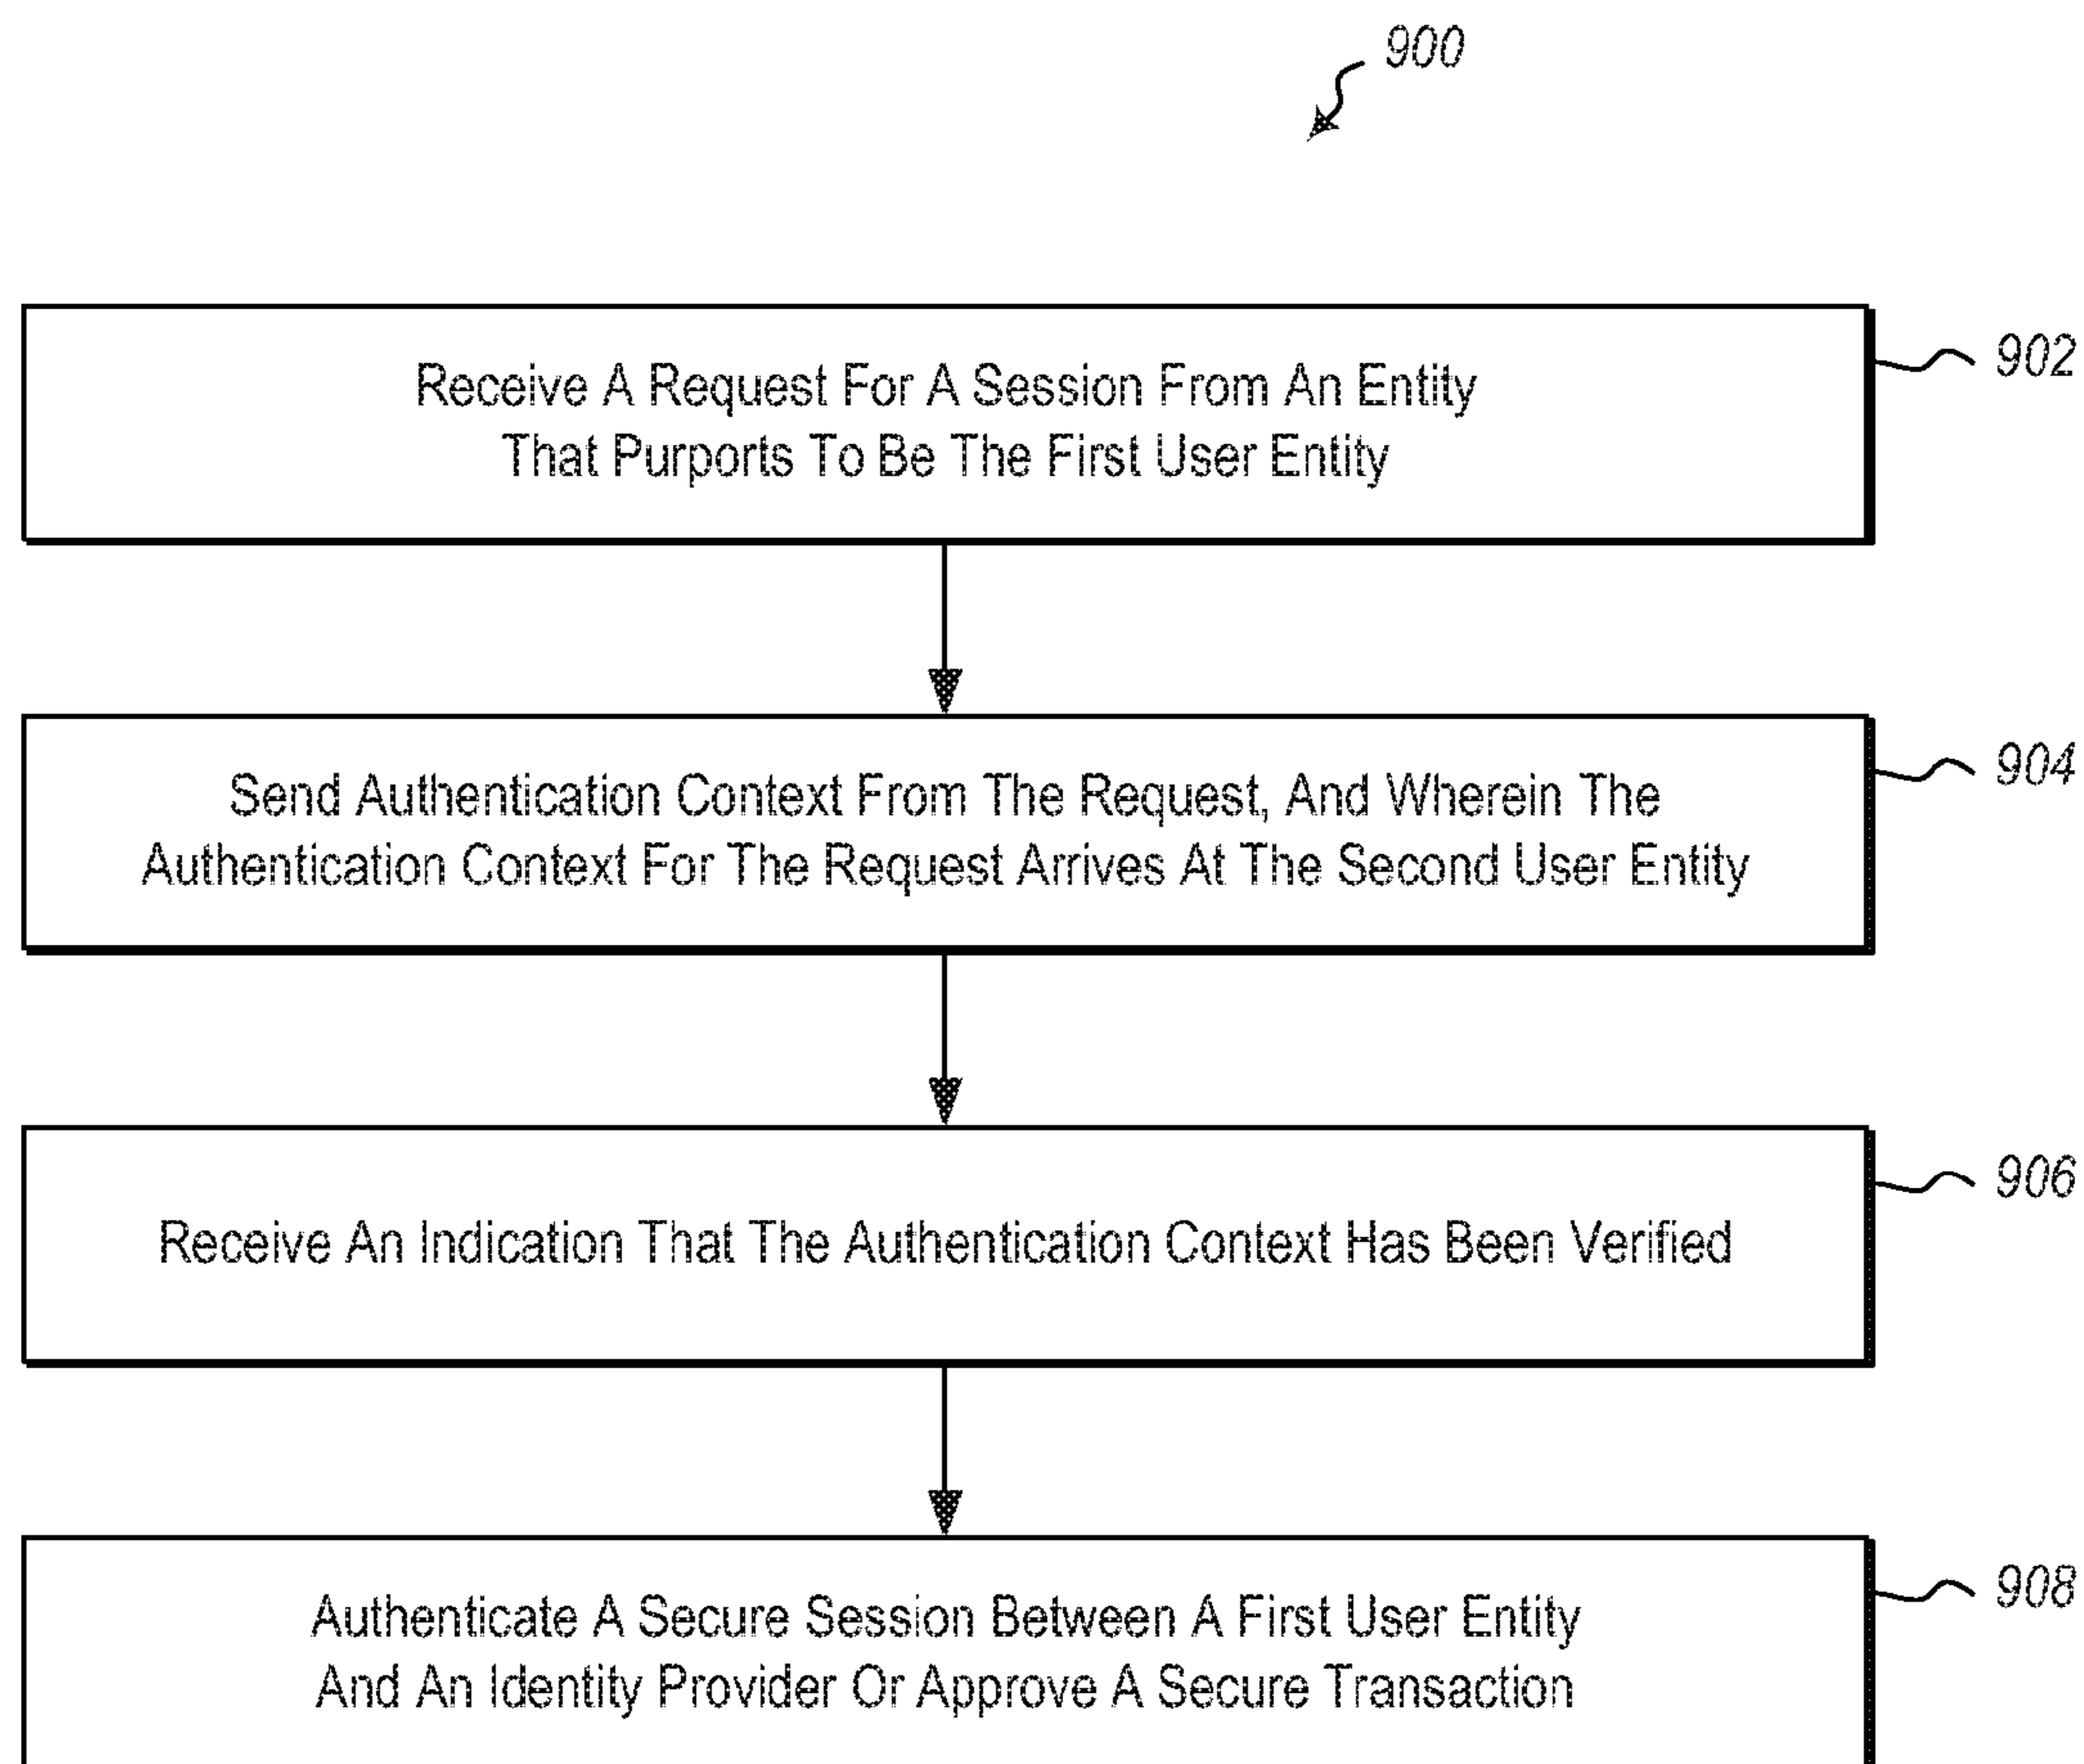 900
Receive A Request For A Session From An Entity
That Purports To Be The First User Entity
902
Send Authentication Context From The Request, And Wherein The
Authentication Context For The Request Arrives At The Second User Entity
904
Receive An Indication That The Authentication Context Has Been Verified
906
Authenticate A Secure Session Between A First User Entity
And An Identity Provider Or Approve A Secure Transaction
908